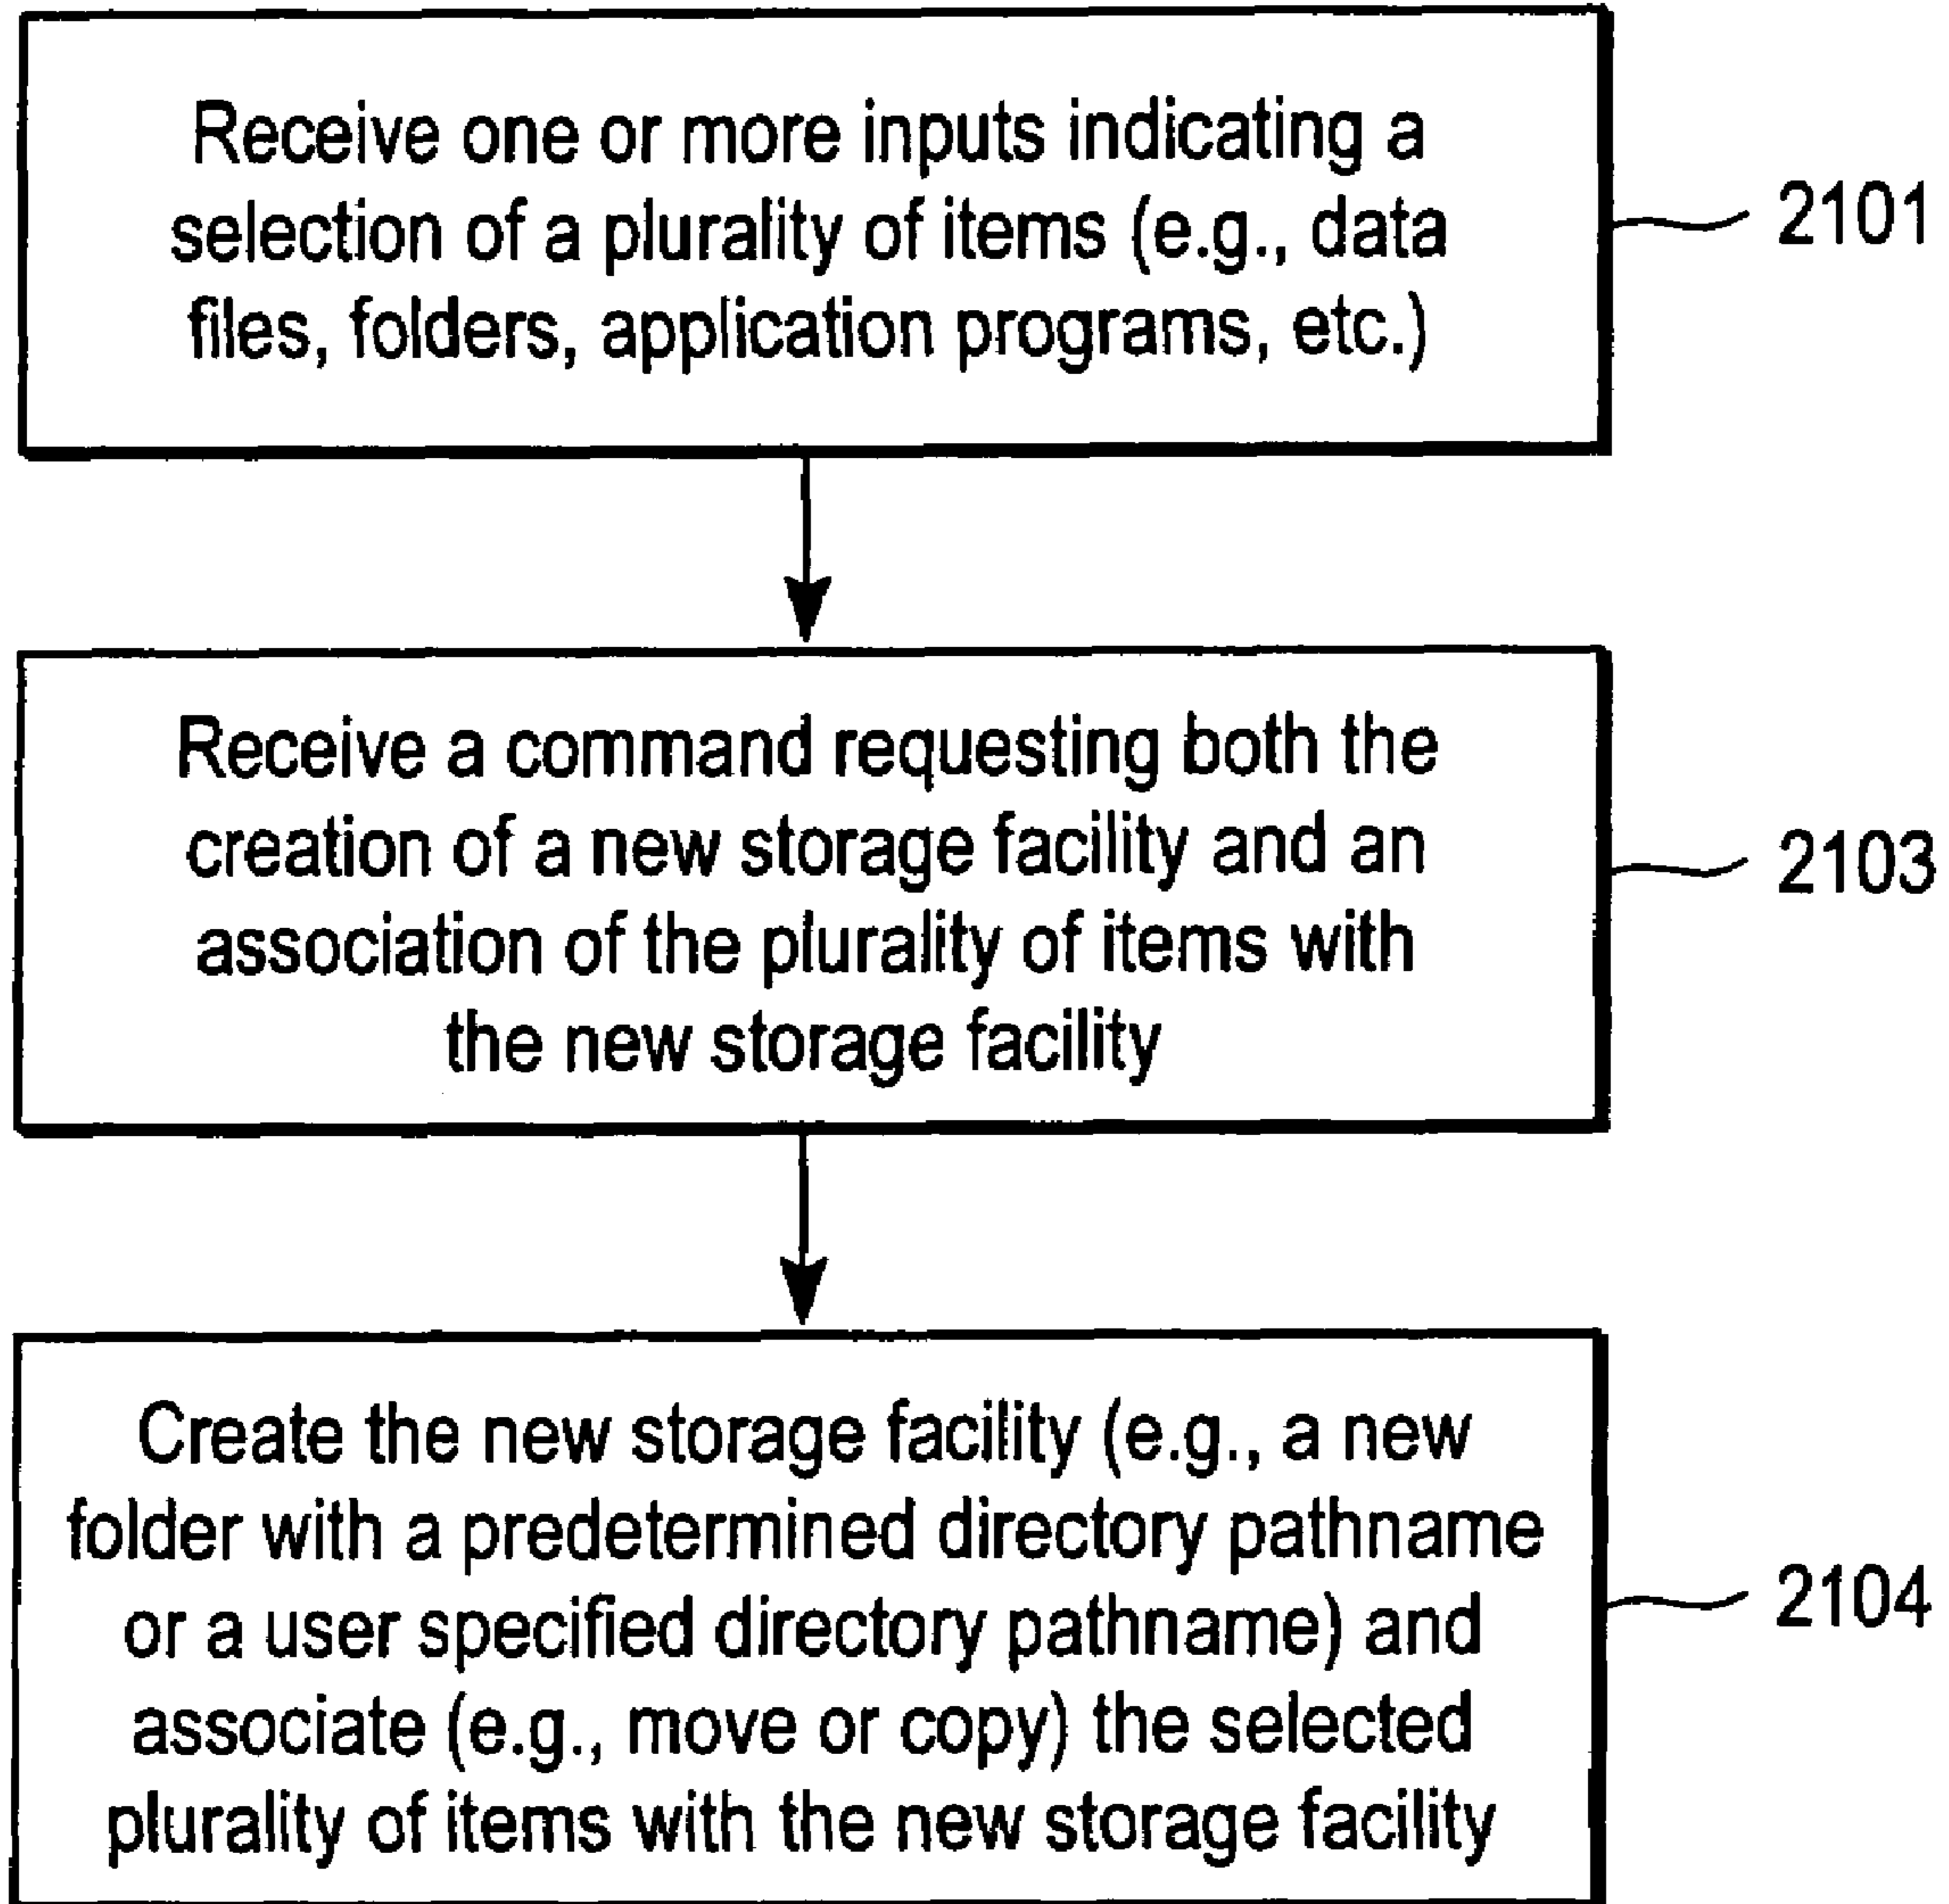 Receive one or more inputs indicating a
selection of a plurality of items (e.g., data
files, folders, application programs, etc.)
2101
Receive a command requesting both the
creation of a new storage facility and an
association of the plurality of items with
the new storage facility
2103
Create the new storage facility (e.g., a new
folder with a predetermined directory pathname
or a user specified directory pathname) and
associate (e.g., move or copy) the selected
plurality of items with the new storage facility
2104